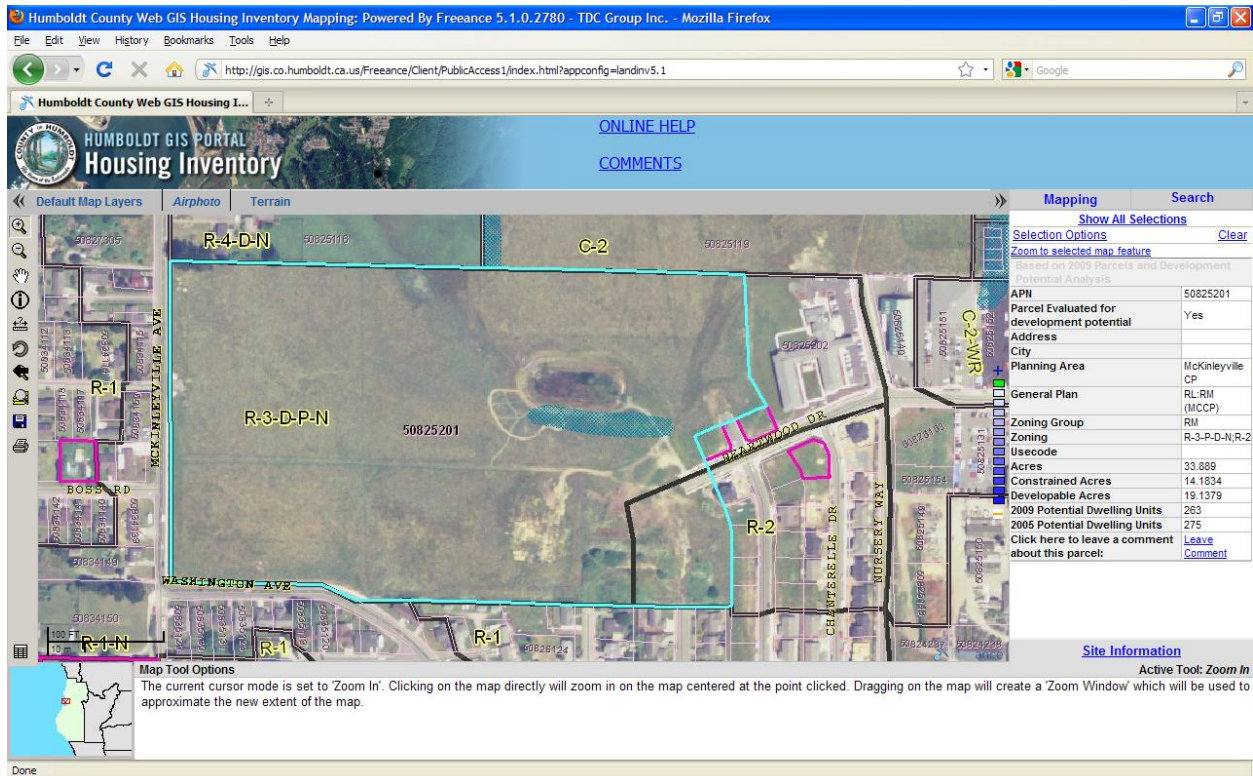 Humboldt County Web GIS Housing Inventory Mapping: Powered By Freeance 5.1.0.2780 - TDC Group Inc. - Mozilla Firefox
File Edit View History Bookmarks Tools Help
http://gis.co.humboldt.ca.us/Freeance/Client/PublicAccess1/index.html?appconfig=landinv5.1
Google
Humboldt County Web GIS Housing I...
HUMBOLDT GIS PORTAL
Housing Inventory
ONLINE HELP
COMMENTS
Default Map Layers Airphoto Terrain
Mapping Search
Show All Selections
Selection Options Clear
Zoom to selected map feature
Based on 2009 Parcels and Development
Potential Analysis
APN 50825201
Parcel Evaluated for
development potential Yes
Address
City
Planning Area McKinleyville
CP
General Plan RL:RM
(MCCP)
Zoning Group RM
Zoning R-3-P-D-N;R-2
Usecode
Acres 33.889
Constrained Acres 14.1834
Developable Acres 19.1379
2009 Potential Dwelling Units 263
2005 Potential Dwelling Units 275
Click here to leave a comment
about this parcel: Leave
Comment
Site Information
50827305
R-4-D-N
50825116
C-2
50825119
MCKINLEYVILLE AVE
R-1
R-3-D-P-N
50825201
50825202
50825151
C-2-WR
HEARTWOOD DR
BOSS RD
R-2
CHANTERELLE DR
NURSERY WAY
50834149
WASHINGTON AVE
50834150
100 FT
10 m
R-1-N
R-1
R-1
50826124
Map Tool Options
Active Tool: Zoom In
The current cursor mode is set to 'Zoom In'. Clicking on the map directly will zoom in on the map centered at the point clicked. Dragging on the map will create a 'Zoom Window' which will be used to
approximate the new extent of the map.
Done